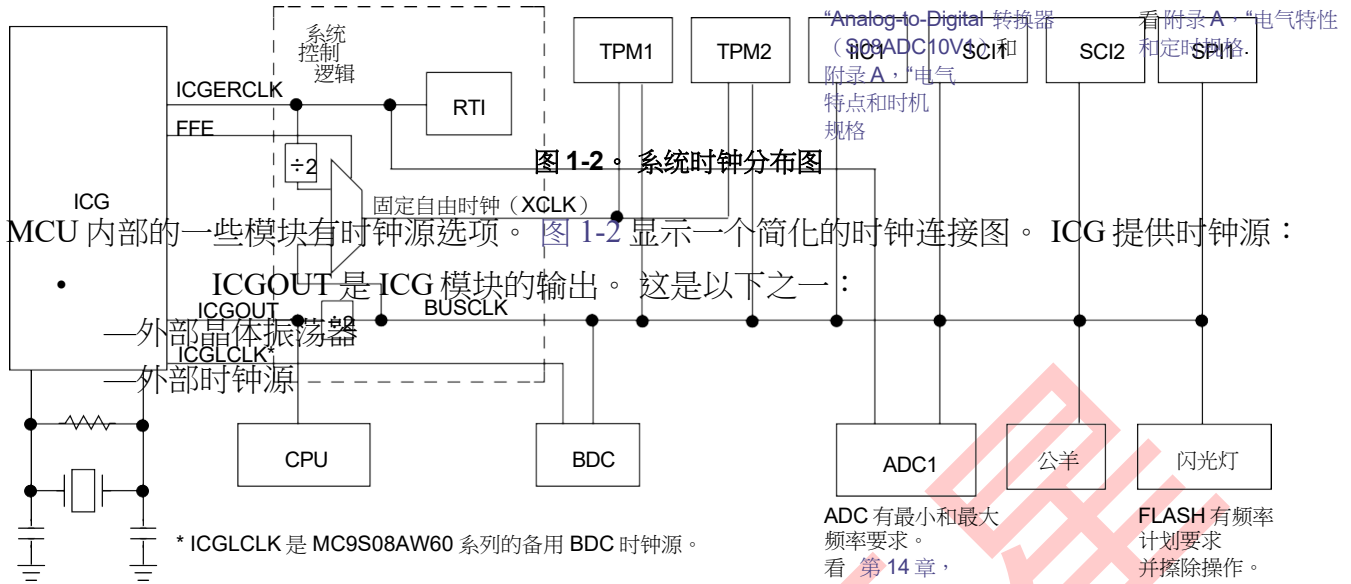 “Analog-to-Digital 转换器
（S08ADC10V1）和
附录 A，“电气
特点和时机
规格
看 附录 A，“电气特性
和定时规格.
系统
控制
逻辑
TPM1
TPM2
IIC1
SCI1
SCI2
SPI1
ICGERCLK
RTI
FFE
÷2
图 1-2。 系统时钟分布图
ICG
固定自由时钟（XCLK）
MCU 内部的一些模块有时钟源选项。 图 1-2 显示一个简化的时钟连接图。 ICG 提供时钟源：
• ICGOUT 是 ICG 模块的输出。 这是以下之一：
ICGOUT
÷2
BUSCLK
—外部晶体振荡器
ICGLCLK*
—外部时钟源
CPU
BDC
ADC1
公羊
闪光灯
* ICGLCLK 是 MC9S08AW60 系列的备用 BDC 时钟源。
ADC 有最小和最大
频率要求。
看 第 14 章，
FLASH 有频率
计划要求
并擦除操作。